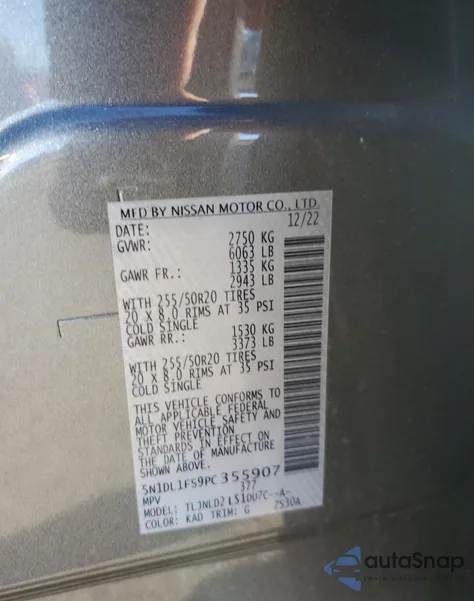 MFD BY NISSAN MOTOR CO., LTD.
DATE: 12/22
GVWR: 2750 KG
6063 LB
GAWR FR.: 1335 KG
2943 LB
WITH 255/50R20 TIRES
20 X 8.0 RIMS AT 35 PSI
COLD SINGLE
GAWR RR.: 1530 KG
3373 LB
WITH 255/50R20 TIRES
20 X 8.0 RIMS AT 35 PSI
COLD SINGLE
THIS VEHICLE CONFORMS TO
ALL APPLICABLE FEDERAL
MOTOR VEHICLE SAFETY AND
THEFT PREVENTION
STANDARDS IN EFFECT ON
THE DATE OF MANUFACTURE
SHOWN ABOVE.
5N1DL1FS9PC355907
MPV 377
MODEL:
COLOR: KAD TRIM: G 2530A
autaSnap